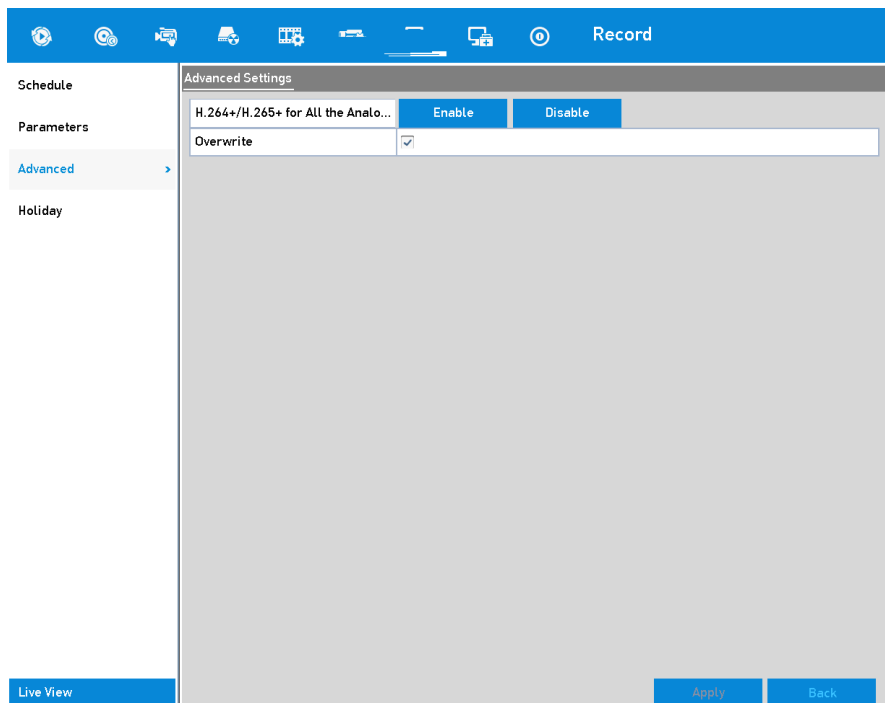 Record
Schedule
Parameters
Advanced >
Holiday
Live View
Advanced Settings
H.264+/H.265+ for All the Analo... Enable Disable
Overwrite
Apply Back